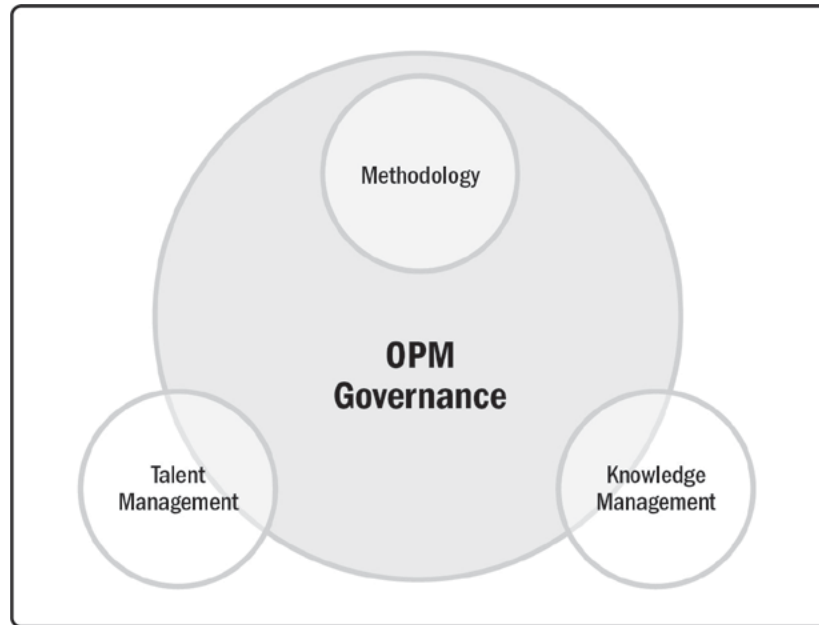 Methodology
OPM
Governance
Talent
Management
Knowledge
Management